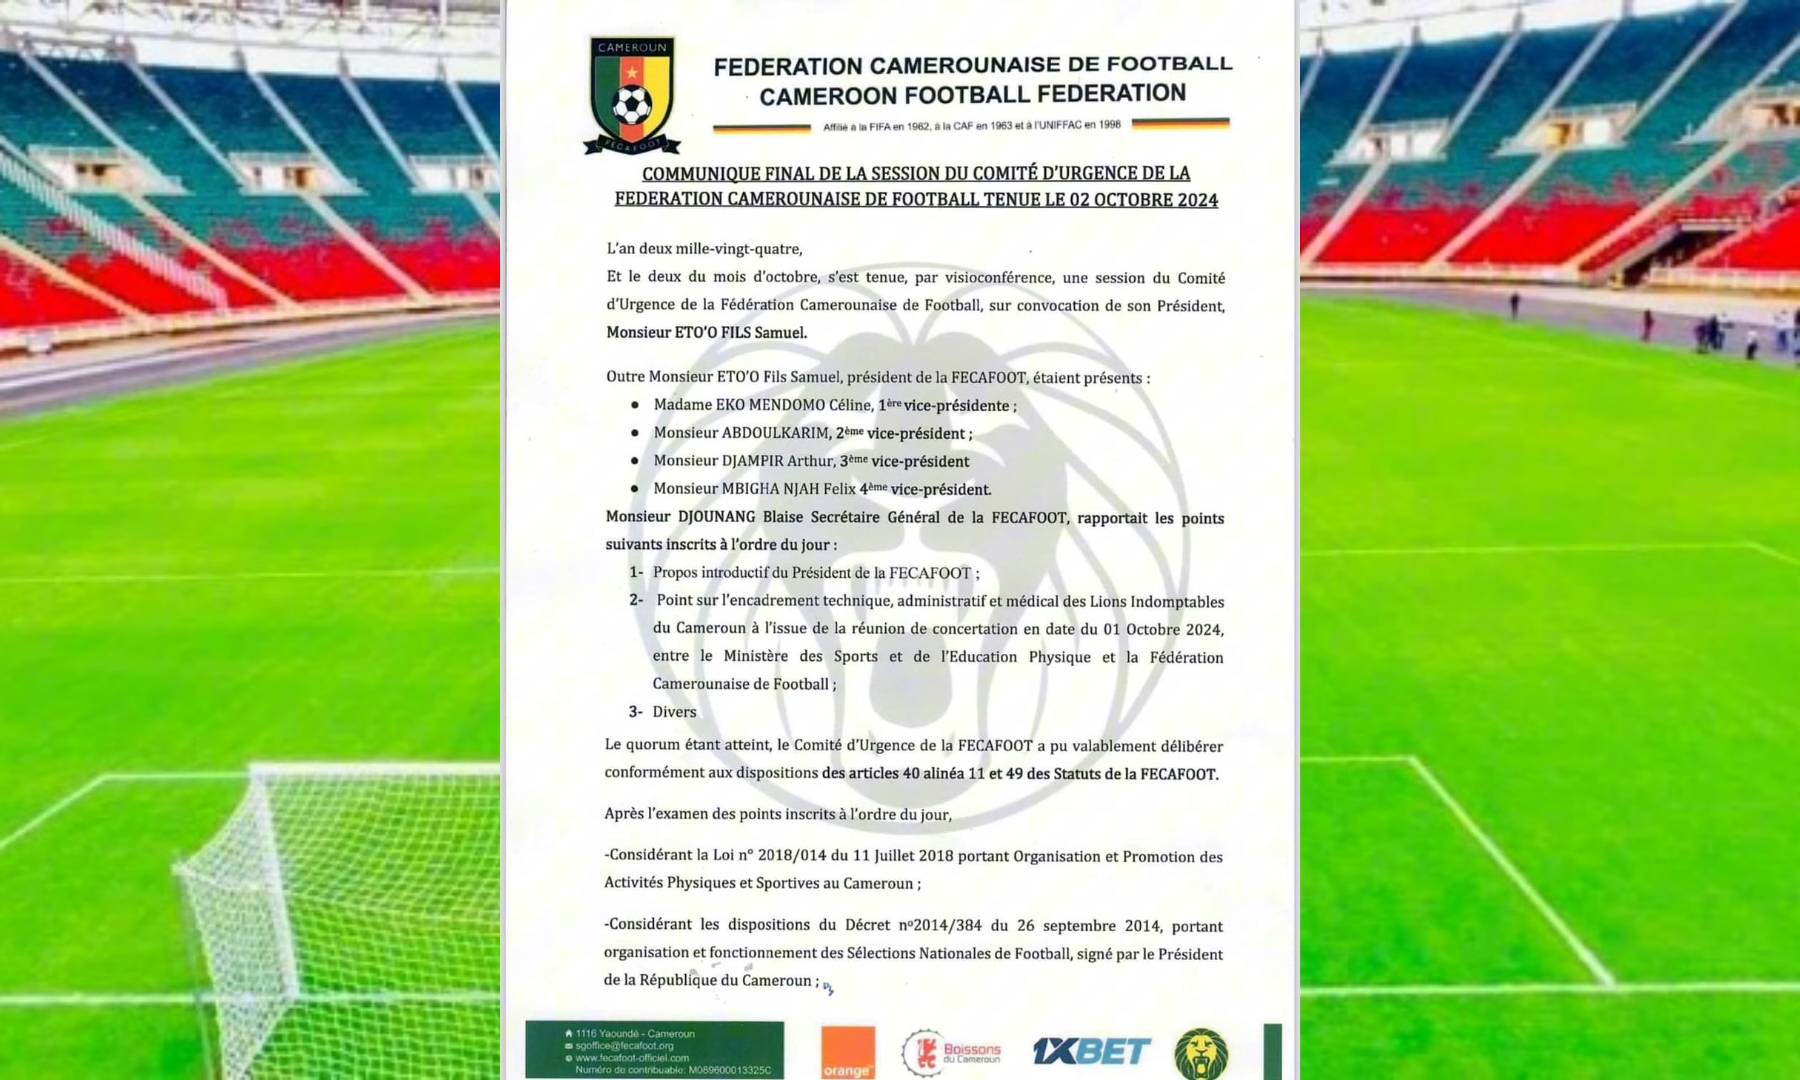 CAMEROUN
FECAFOOT
FEDERATION CAMEROUNAISE DE FOOTBALL
CAMEROON FOOTBALL FEDERATION
Affilié à la FIFA en 1962, à la CAF en 1963 et à l'UNIFFAC en 1998
COMMUNIQUE FINAL DE LA SESSION DU COMITÉ D'URGENCE DE LA
FEDERATION CAMEROUNAISE DE FOOTBALL TENUE LE 02 OCTOBRE 2024
L'an deux mille-vingt-quatre,
Et le deux du mois d'octobre, s'est tenue, par visioconférence, une session du Comité
d'Urgence de la Fédération Camerounaise de Football, sur convocation de son Président,
Monsieur ETO'O FILS Samuel.
Outre Monsieur ETO'O Fils Samuel, président de la FECAFOOT, étaient présents :
• Madame EKO MENDOMO Céline, 1ère vice-présidente ;
• Monsieur ABDOULKARIM, 2ème vice-président ;
• Monsieur DJAMPIR Arthur, 3ème vice-président
• Monsieur MBIGHA NJAH Felix 4ème vice-président.
Monsieur DJOUNANG Blaise Secrétaire Général de la FECAFOOT, rapportait les points
suivants inscrits à l'ordre du jour :
1- Propos introductif du Président de la FECAFOOT ;
2- Point sur l'encadrement technique, administratif et médical des Lions Indomptables
du Cameroun à l'issue de la réunion de concertation en date du 01 Octobre 2024,
entre le Ministère des Sports et de l'Education Physique et la Fédération
Camerounaise de Football ;
3- Divers
Le quorum étant atteint, le Comité d'Urgence de la FECAFOOT a pu valablement délibérer
conformément aux dispositions des articles 40 alinéa 11 et 49 des Statuts de la FECAFOOT.
Après l'examen des points inscrits à l'ordre du jour,
-Considérant la Loi n° 2018/014 du 11 Juillet 2018 portant Organisation et Promotion des
Activités Physiques et Sportives au Cameroun ;
-Considérant les dispositions du Décret nº2014/384 du 26 septembre 2014, portant
organisation et fonctionnement des Sélections Nationales de Football, signé par le Président
de la République du Cameroun ;
1116 Yaoundé - Cameroun
sgoffice@fecafoot.org
www.fecafoot-officiel.com
Numéro de contribuable: M089600013325C
orange
Boissons
du Cameroun
1XBET